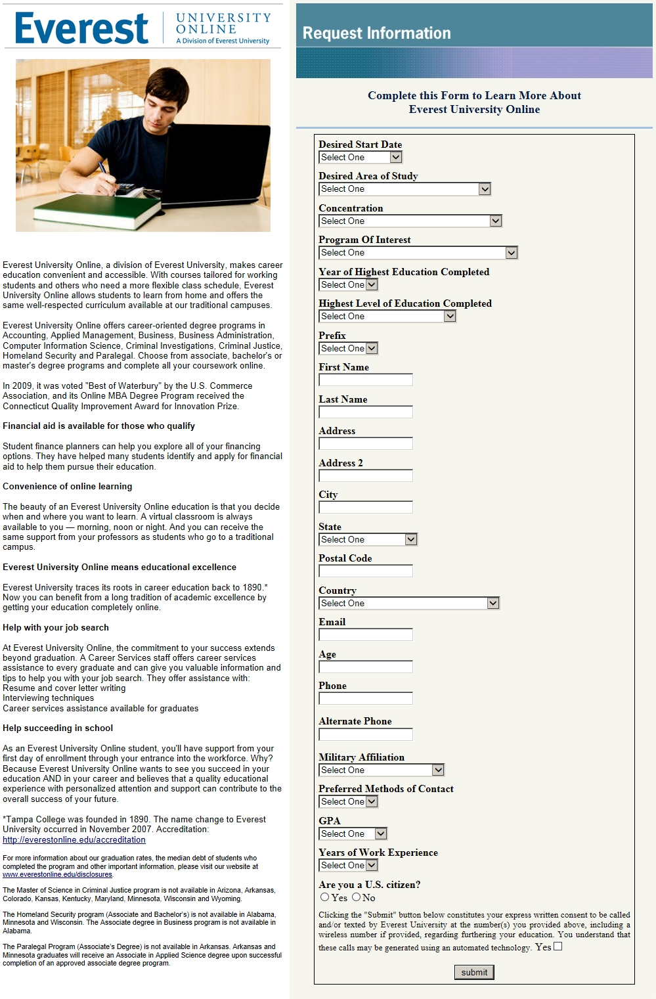 Everest
UNIVERSITY
ONLINE
A Division of Everest University
Everest University Online, a division of Everest University, makes career
education convenient and accessible. With courses tailored for working
students and others who need a more flexible class schedule, Everest
University Online allows students to learn from home and offers the
same well-respected curriculum available at our traditional campuses.
Everest University Online offers career-oriented degree programs in
Accounting, Applied Management, Business, Business Administration,
Computer Information Science, Criminal Investigations, Criminal Justice,
Homeland Security and Paralegal. Choose from associate, bachelor's or
master's degree programs and complete all your coursework online.
In 2009, it was voted "Best of Waterbury" by the U.S. Commerce
Association, and its Online MBA Degree Program received the
Connecticut Quality Improvement Award for Innovation Prize.
Financial aid is available for those who qualify
Student finance planners can help you explore all of your financing
options. They have helped many students identify and apply for financial
aid to help them pursue their education.
Convenience of online learning
The beauty of an Everest University Online education is that you decide
when and where you want to learn. A virtual classroom is always
available to you — morning, noon or night. And you can receive the
same support from your professors as students who go to a traditional
campus.
Everest University Online means educational excellence
Everest University traces its roots in career education back to 1890.*
Now you can benefit from a long tradition of academic excellence by
getting your education completely online.
Help with your job search
At Everest University Online, the commitment to your success extends
beyond graduation. A Career Services staff offers career services
assistance to every graduate and can give you valuable information and
tips to help you with your job search. They offer assistance with:
Resume and cover letter writing
Interviewing techniques
Career services assistance available for graduates
Help succeeding in school
As an Everest University Online student, you'll have support from your
first day of enrollment through your entrance into the workforce. Why?
Because Everest University Online wants to see you succeed in your
education AND in your career and believes that a quality educational
experience with personalized attention and support can contribute to the
overall success of your future.
*Tampa College was founded in 1890. The name change to Everest
University occurred in November 2007. Accreditation:
http://everestonline.edu/accreditation
For more information about our graduation rates, the median debt of students who
completed the program and other important information, please visit our website at
www.everestonline.edu/disclosures.
The Master of Science in Criminal Justice program is not available in Arizona, Arkansas,
Colorado, Kansas, Kentucky, Maryland, Minnesota, Wisconsin and Wyoming.
The Homeland Security program (Associate and Bachelor's) is not available in Alabama,
Minnesota and Wisconsin. The Associate degree in Business program is not available in
Alabama.
The Paralegal Program (Associate's Degree) is not available in Arkansas. Arkansas and
Minnesota graduates will receive an Associate in Applied Science degree upon successful
completion of an approved associate degree program.
Request Information
Complete this Form to Learn More About
Everest University Online
Desired Start Date
Select One
Desired Area of Study
Select One
Concentration
Select One
Program Of Interest
Select One
Year of Highest Education Completed
Select One
Highest Level of Education Completed
Select One
Prefix
Select One
First Name
Last Name
Address
Address 2
City
State
Select One
Postal Code
Country
Select One
Email
Age
Phone
Alternate Phone
Military Affiliation
Select One
Preferred Methods of Contact
Select One
GPA
Select One
Years of Work Experience
Select One
Are you a U.S. citizen?
Yes No
Clicking the "Submit" button below constitutes your express written consent to be called
and/or texted by Everest University at the number(s) you provided above, including a
wireless number if provided, regarding furthering your education. You understand that
these calls may be generated using an automated technology. Yes
submit